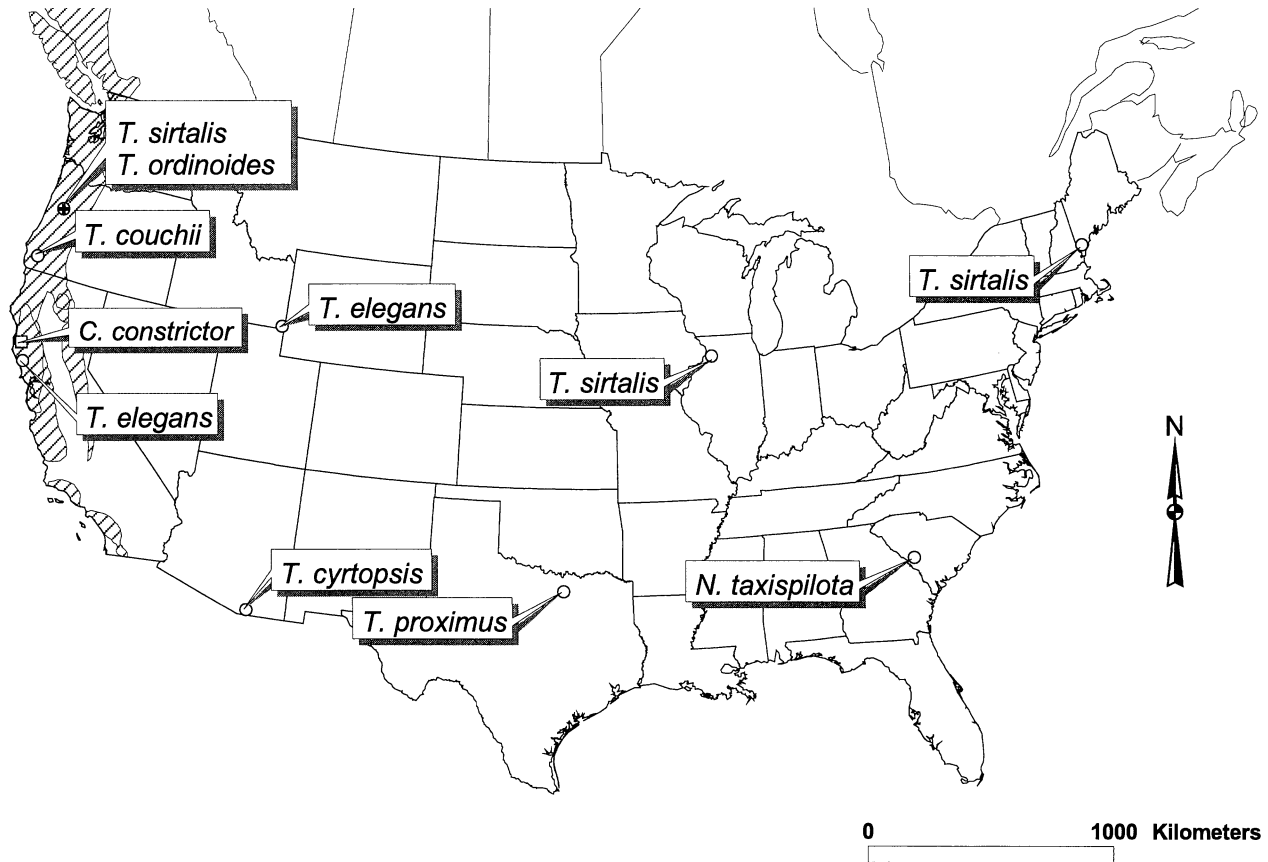 T. sirtalis
T. ordinoides
T. couchii
T. sirtalis
T. elegans
C. constrictor
T. sirtalis
T. elegans
N
T. cyrtopsis
N. taxispilota
T. proximus
0 1000 Kilometers